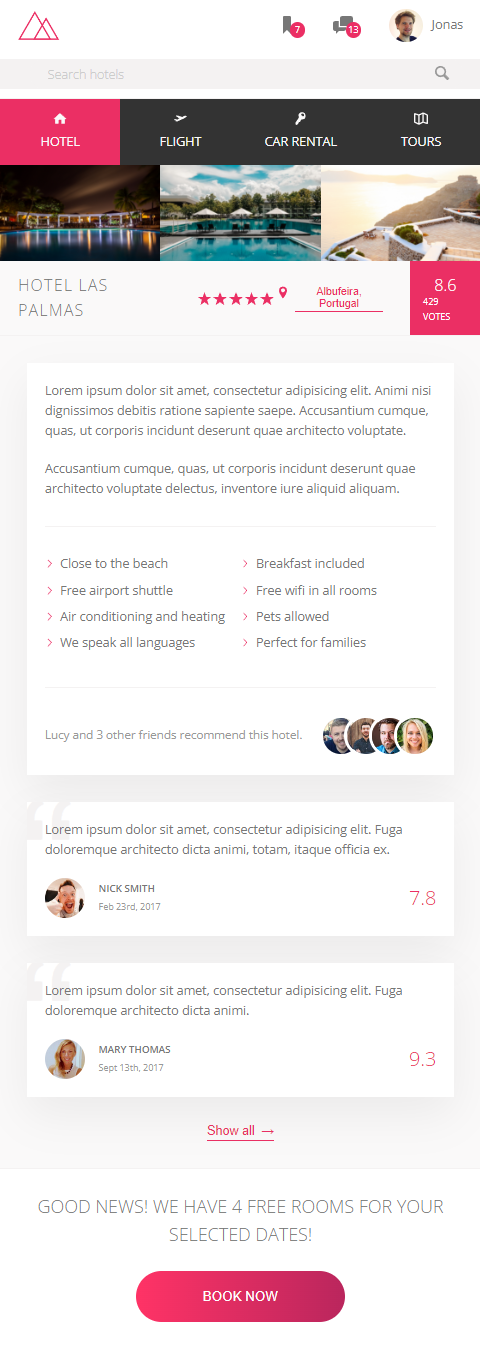 7
13
Jonas
Search hotels
HOTEL
FLIGHT
CAR RENTAL
TOURS
HOTEL LAS
PALMAS
Albufeira,
Portugal
8.6
429
VOTES
Lorem ipsum dolor sit amet, consectetur adipisicing elit. Animi nisi
dignissimos debitis ratione sapiente saepe. Accusantium cumque,
quas, ut corporis incidunt deserunt quae architecto voluptate.
Accusantium cumque, quas, ut corporis incidunt deserunt quae
architecto voluptate delectus, inventore iure aliquid aliquam.
Close to the beach
Breakfast included
Free airport shuttle
Free wifi in all rooms
Air conditioning and heating
Pets allowed
We speak all languages
Perfect for families
Lucy and 3 other friends recommend this hotel.
Lorem ipsum dolor sit amet, consectetur adipisicing elit. Fuga
doloremque architecto dicta animi, totam, itaque officia ex.
NICK SMITH
Feb 23rd, 2017
7.8
Lorem ipsum dolor sit amet, consectetur adipisicing elit. Fuga
doloremque architecto dicta animi.
MARY THOMAS
Sept 13th, 2017
9.3
Show all →
GOOD NEWS! WE HAVE 4 FREE ROOMS FOR YOUR
SELECTED DATES!
BOOK NOW